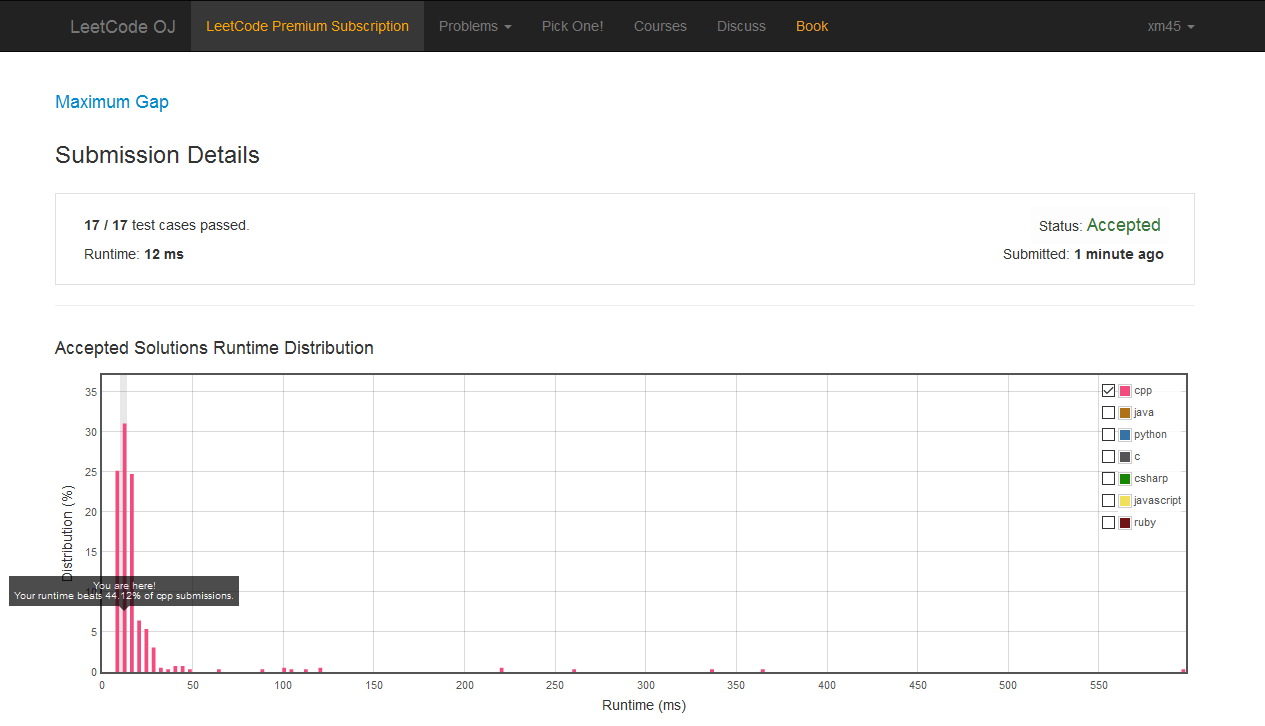 LeetCode OJ LeetCode Premium Subscription Problems Pick One! Courses Discuss Book xm45
Maximum Gap
Submission Details
17 / 17 test cases passed. Status: Accepted
Runtime: 12 ms Submitted: 1 minute ago
Accepted Solutions Runtime Distribution
Distribution (%)
35
30
25
20
15
10
5
0
You are here!
Your runtime beats 44.12% of cpp submissions.
cpp
java
python
c
csharp
javascript
ruby
0 50 100 150 200 250 300 350 400 450 500 550
Runtime (ms)